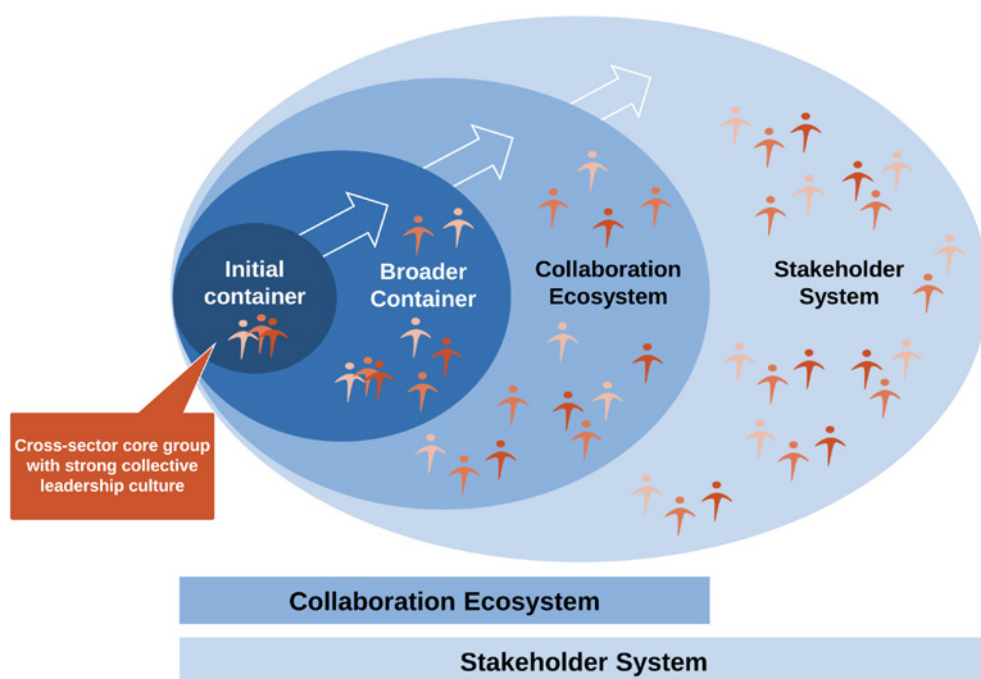 Initial
container
Broader
Container
Collaboration
Ecosystem
Stakeholder
System
Cross-sector core group
with strong collective
leadership culture
Collaboration Ecosystem
Stakeholder System